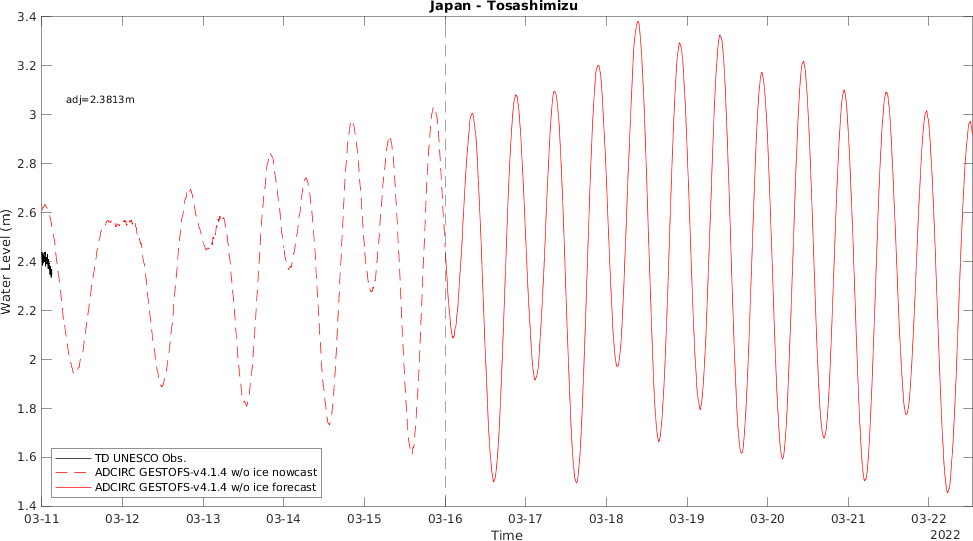 Japan - Tosashimizu
3.4
3.2
3
2.8
2.6
2.4
2.2
2
1.8
1.6
1.4
Water Level (m)
adj=2.3813m
TD UNESCO Obs.
ADCIRC GESTOFS-v4.1.4 w/o ice nowcast
ADCIRC GESTOFS-v4.1.4 w/o ice forecast
03-11 03-12 03-13 03-14 03-15 03-16 03-17 03-18 03-19 03-20 03-21 03-22
Time
2022